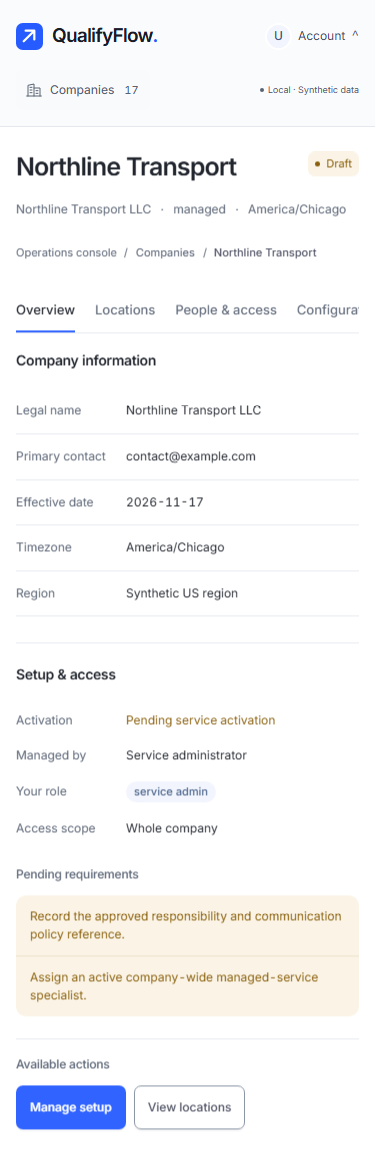 QualifyFlow.
U Account ^
Companies 17
• Local · Synthetic data
Northline Transport
• Draft
Northline Transport LLC · managed · America/Chicago
Operations console / Companies / Northline Transport
Overview Locations People & access Configurat
Company information
Legal name Northline Transport LLC
Primary contact contact@example.com
Effective date 2026-11-17
Timezone America/Chicago
Region Synthetic US region
Setup & access
Activation Pending service activation
Managed by Service administrator
Your role service admin
Access scope Whole company
Pending requirements
Record the approved responsibility and communication
policy reference.
Assign an active company-wide managed-service
specialist.
Available actions
Manage setup View locations